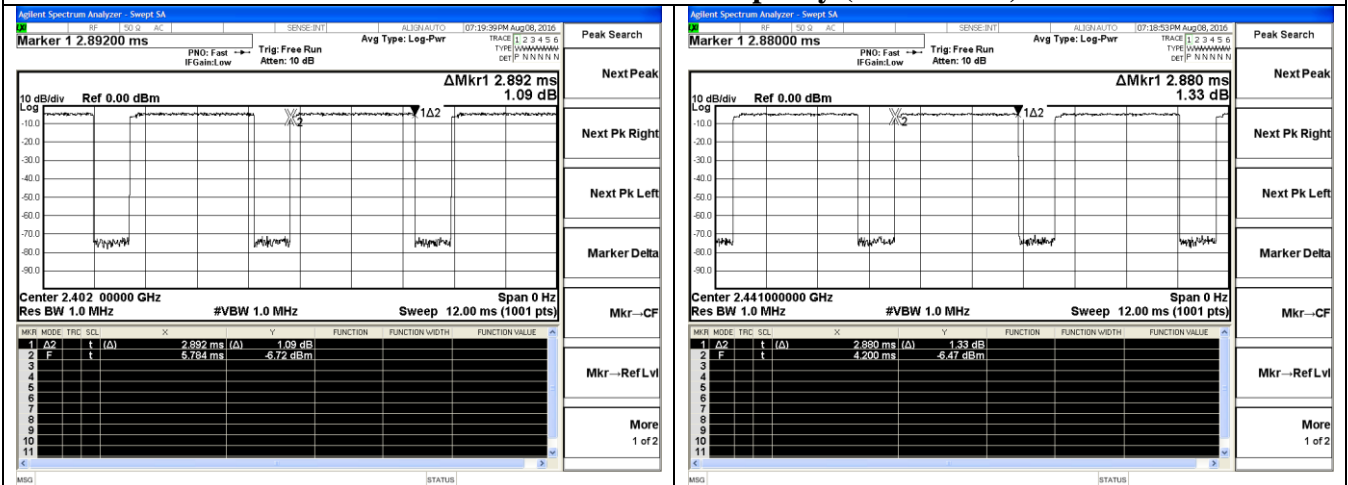 Agilent Spectrum Analyzer - Swept SA
RF 50 Ω AC SENSE:INT ALIGNAUTO 07:19:39PM Aug08, 2016
Marker 1 2.89200 ms
PNO: Fast
IFGain:Low
Trig: Free Run
Atten: 10 dB
Avg Type: Log-Pwr
TRACE 1 2 3 4 5 6
TYPE WWWWWW
DET P N N N N N
ΔMkr1 2.892 ms
1.09 dB
10 dB/div Ref 0.00 dBm
Log
1Δ2
2
-10.0
-20.0
-30.0
-40.0
-50.0
-60.0
-70.0
-80.0
-90.0
Center 2.402 00000 GHz Span 0 Hz
Res BW 1.0 MHz #VBW 1.0 MHz Sweep 12.00 ms (1001 pts)
MKR MODE TRC SCL X Y FUNCTION FUNCTION WIDTH FUNCTION VALUE
1 Δ2 t (Δ) 2.892 ms (Δ) 1.09 dB
2 F t 5.784 ms -6.72 dBm
3
4
5
6
7
8
9
10
11
MSG STATUS
Peak Search
Next Peak
Next Pk Right
Next Pk Left
Marker Delta
Mkr→CF
Mkr→Ref Lvl
More
1 of 2
Agilent Spectrum Analyzer - Swept SA
RF 50 Ω AC SENSE:INT ALIGNAUTO 07:18:53PM Aug08, 2016
Marker 1 2.88000 ms
PNO: Fast
IFGain:Low
Trig: Free Run
Atten: 10 dB
Avg Type: Log-Pwr
TRACE 1 2 3 4 5 6
TYPE WWWWWW
DET P N N N N N
ΔMkr1 2.880 ms
1.33 dB
10 dB/div Ref 0.00 dBm
Log
1Δ2
2
-10.0
-20.0
-30.0
-40.0
-50.0
-60.0
-70.0
-80.0
-90.0
Center 2.441000000 GHz Span 0 Hz
Res BW 1.0 MHz #VBW 1.0 MHz Sweep 12.00 ms (1001 pts)
MKR MODE TRC SCL X Y FUNCTION FUNCTION WIDTH FUNCTION VALUE
1 Δ2 t (Δ) 2.880 ms (Δ) 1.33 dB
2 F t 4.200 ms -6.47 dBm
3
4
5
6
7
8
9
10
11
MSG STATUS
Peak Search
Next Peak
Next Pk Right
Next Pk Left
Marker Delta
Mkr→CF
Mkr→Ref Lvl
More
1 of 2